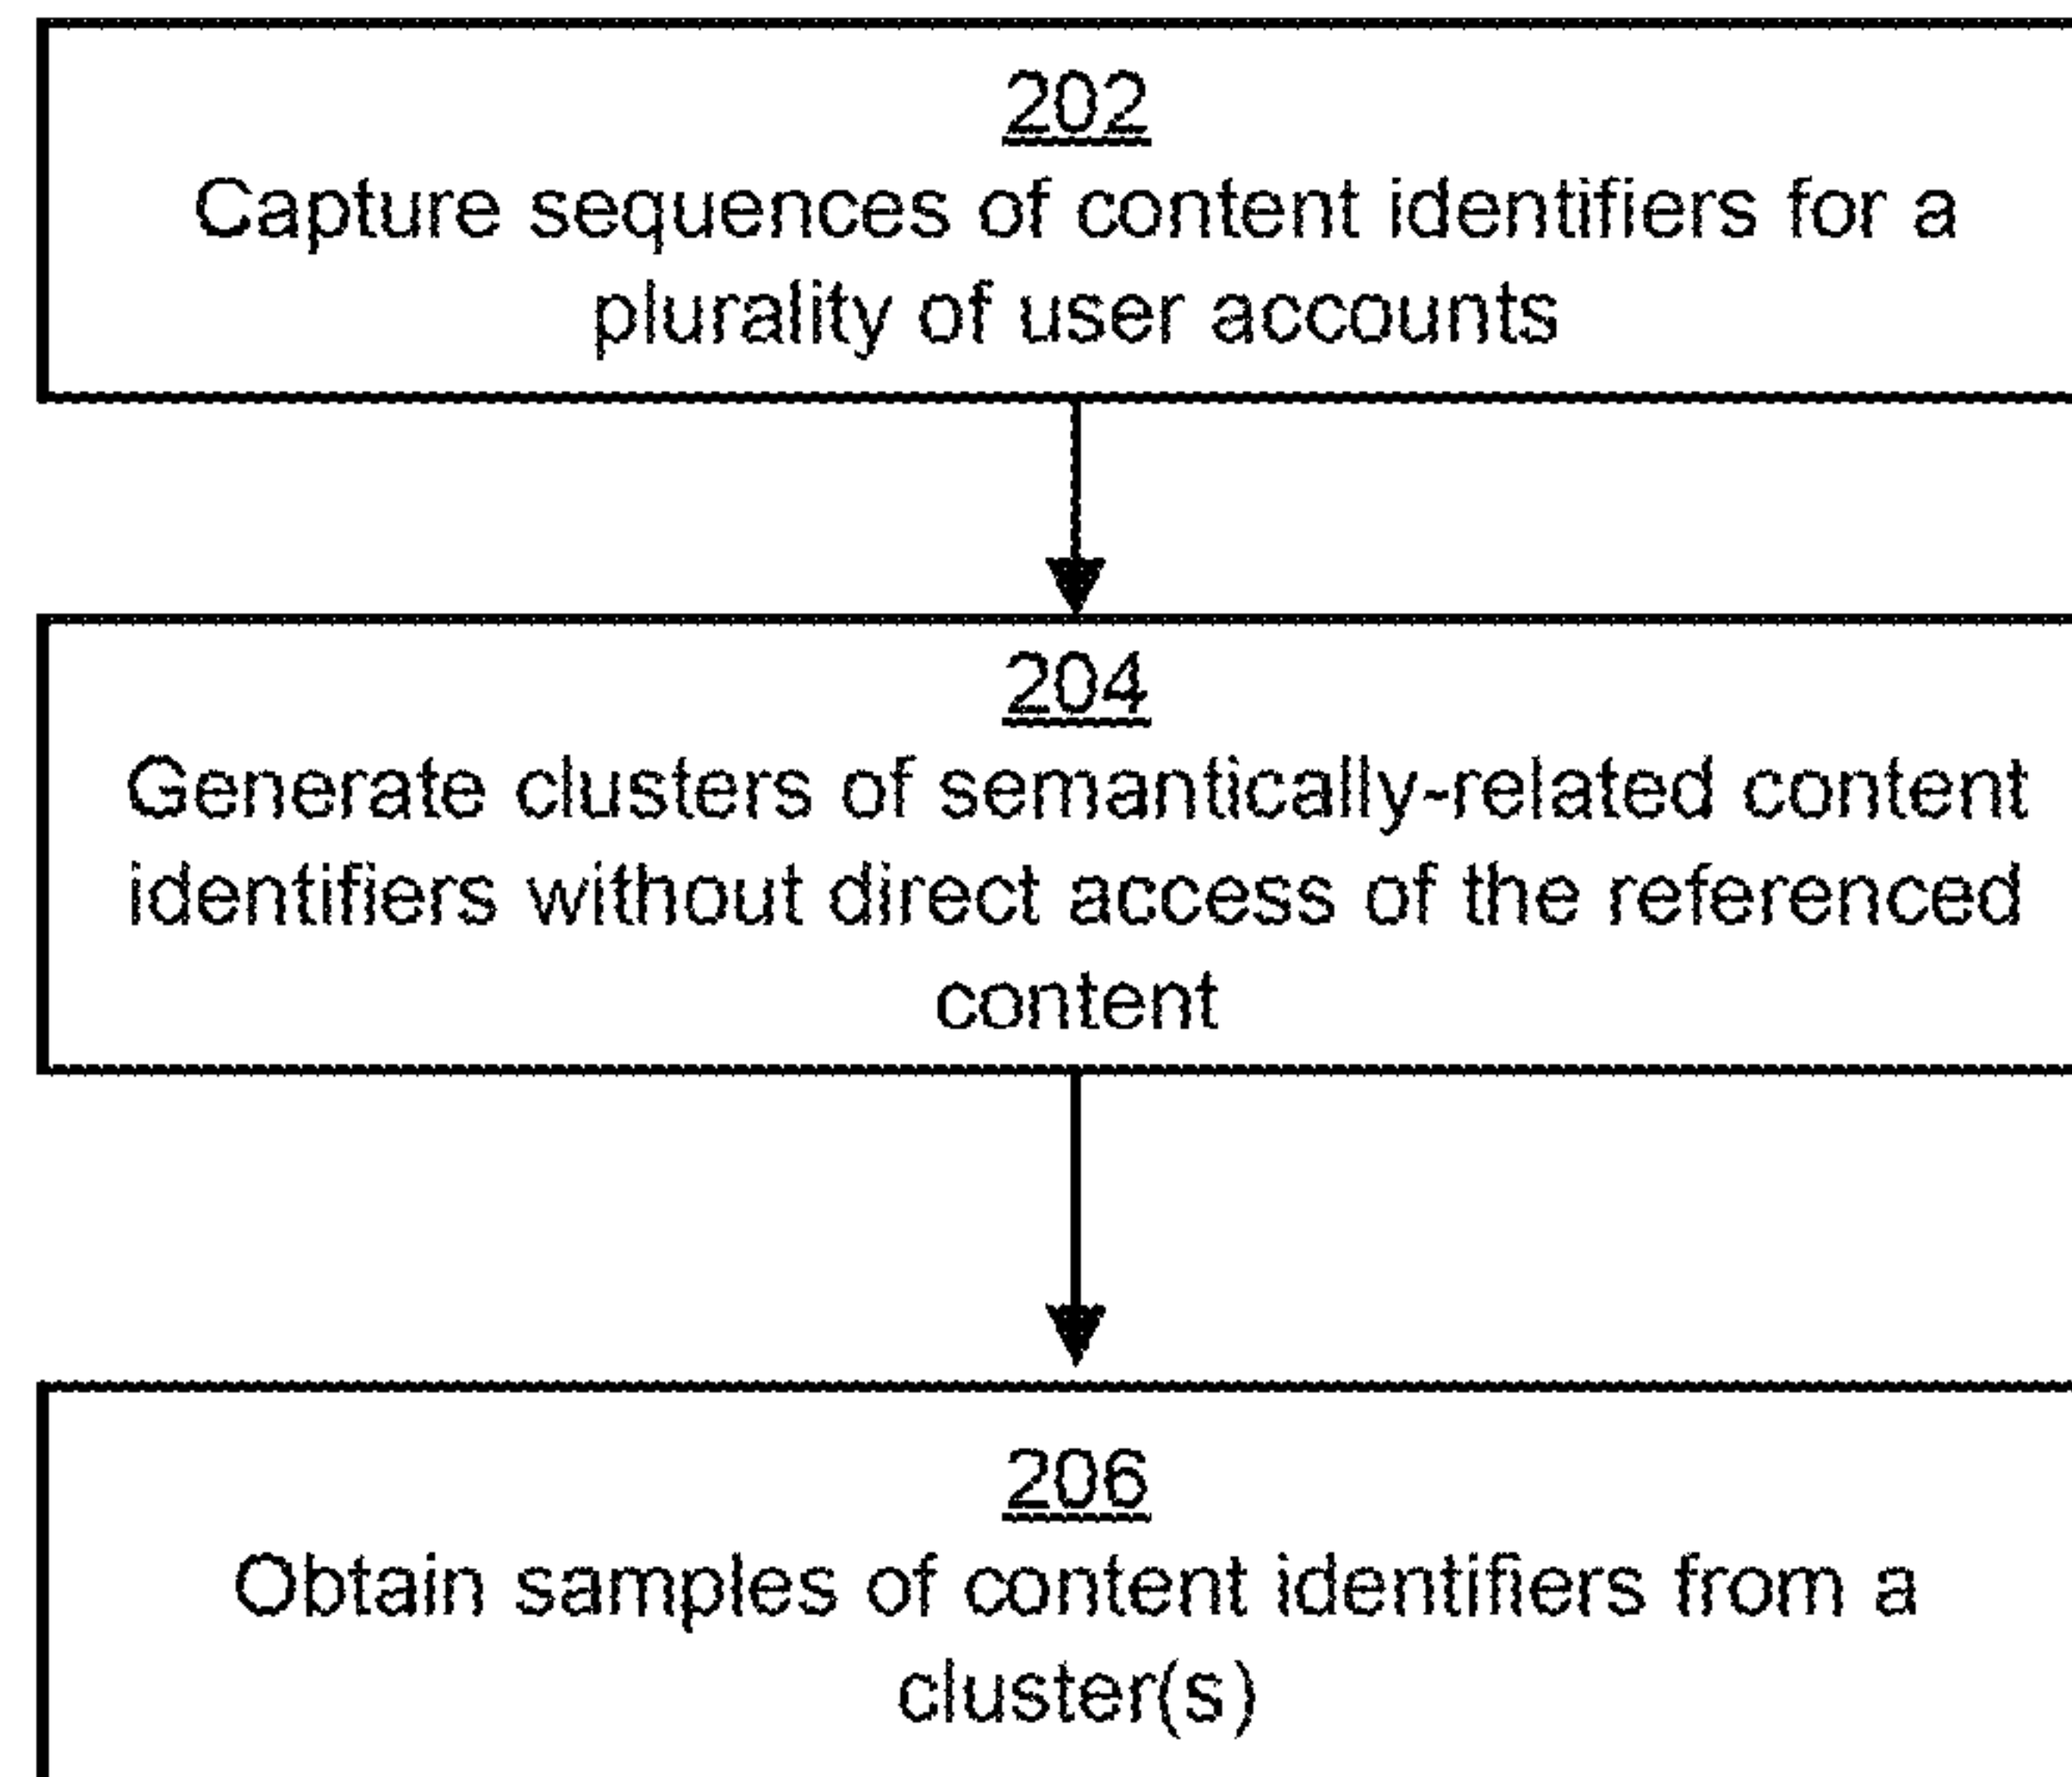 202
Capture sequences of content identifiers for a
plurality of user accounts
204
Generate clusters of semantically-related content
identifiers without direct access of the referenced
content
206
Obtain samples of content identifiers from a
cluster(s)